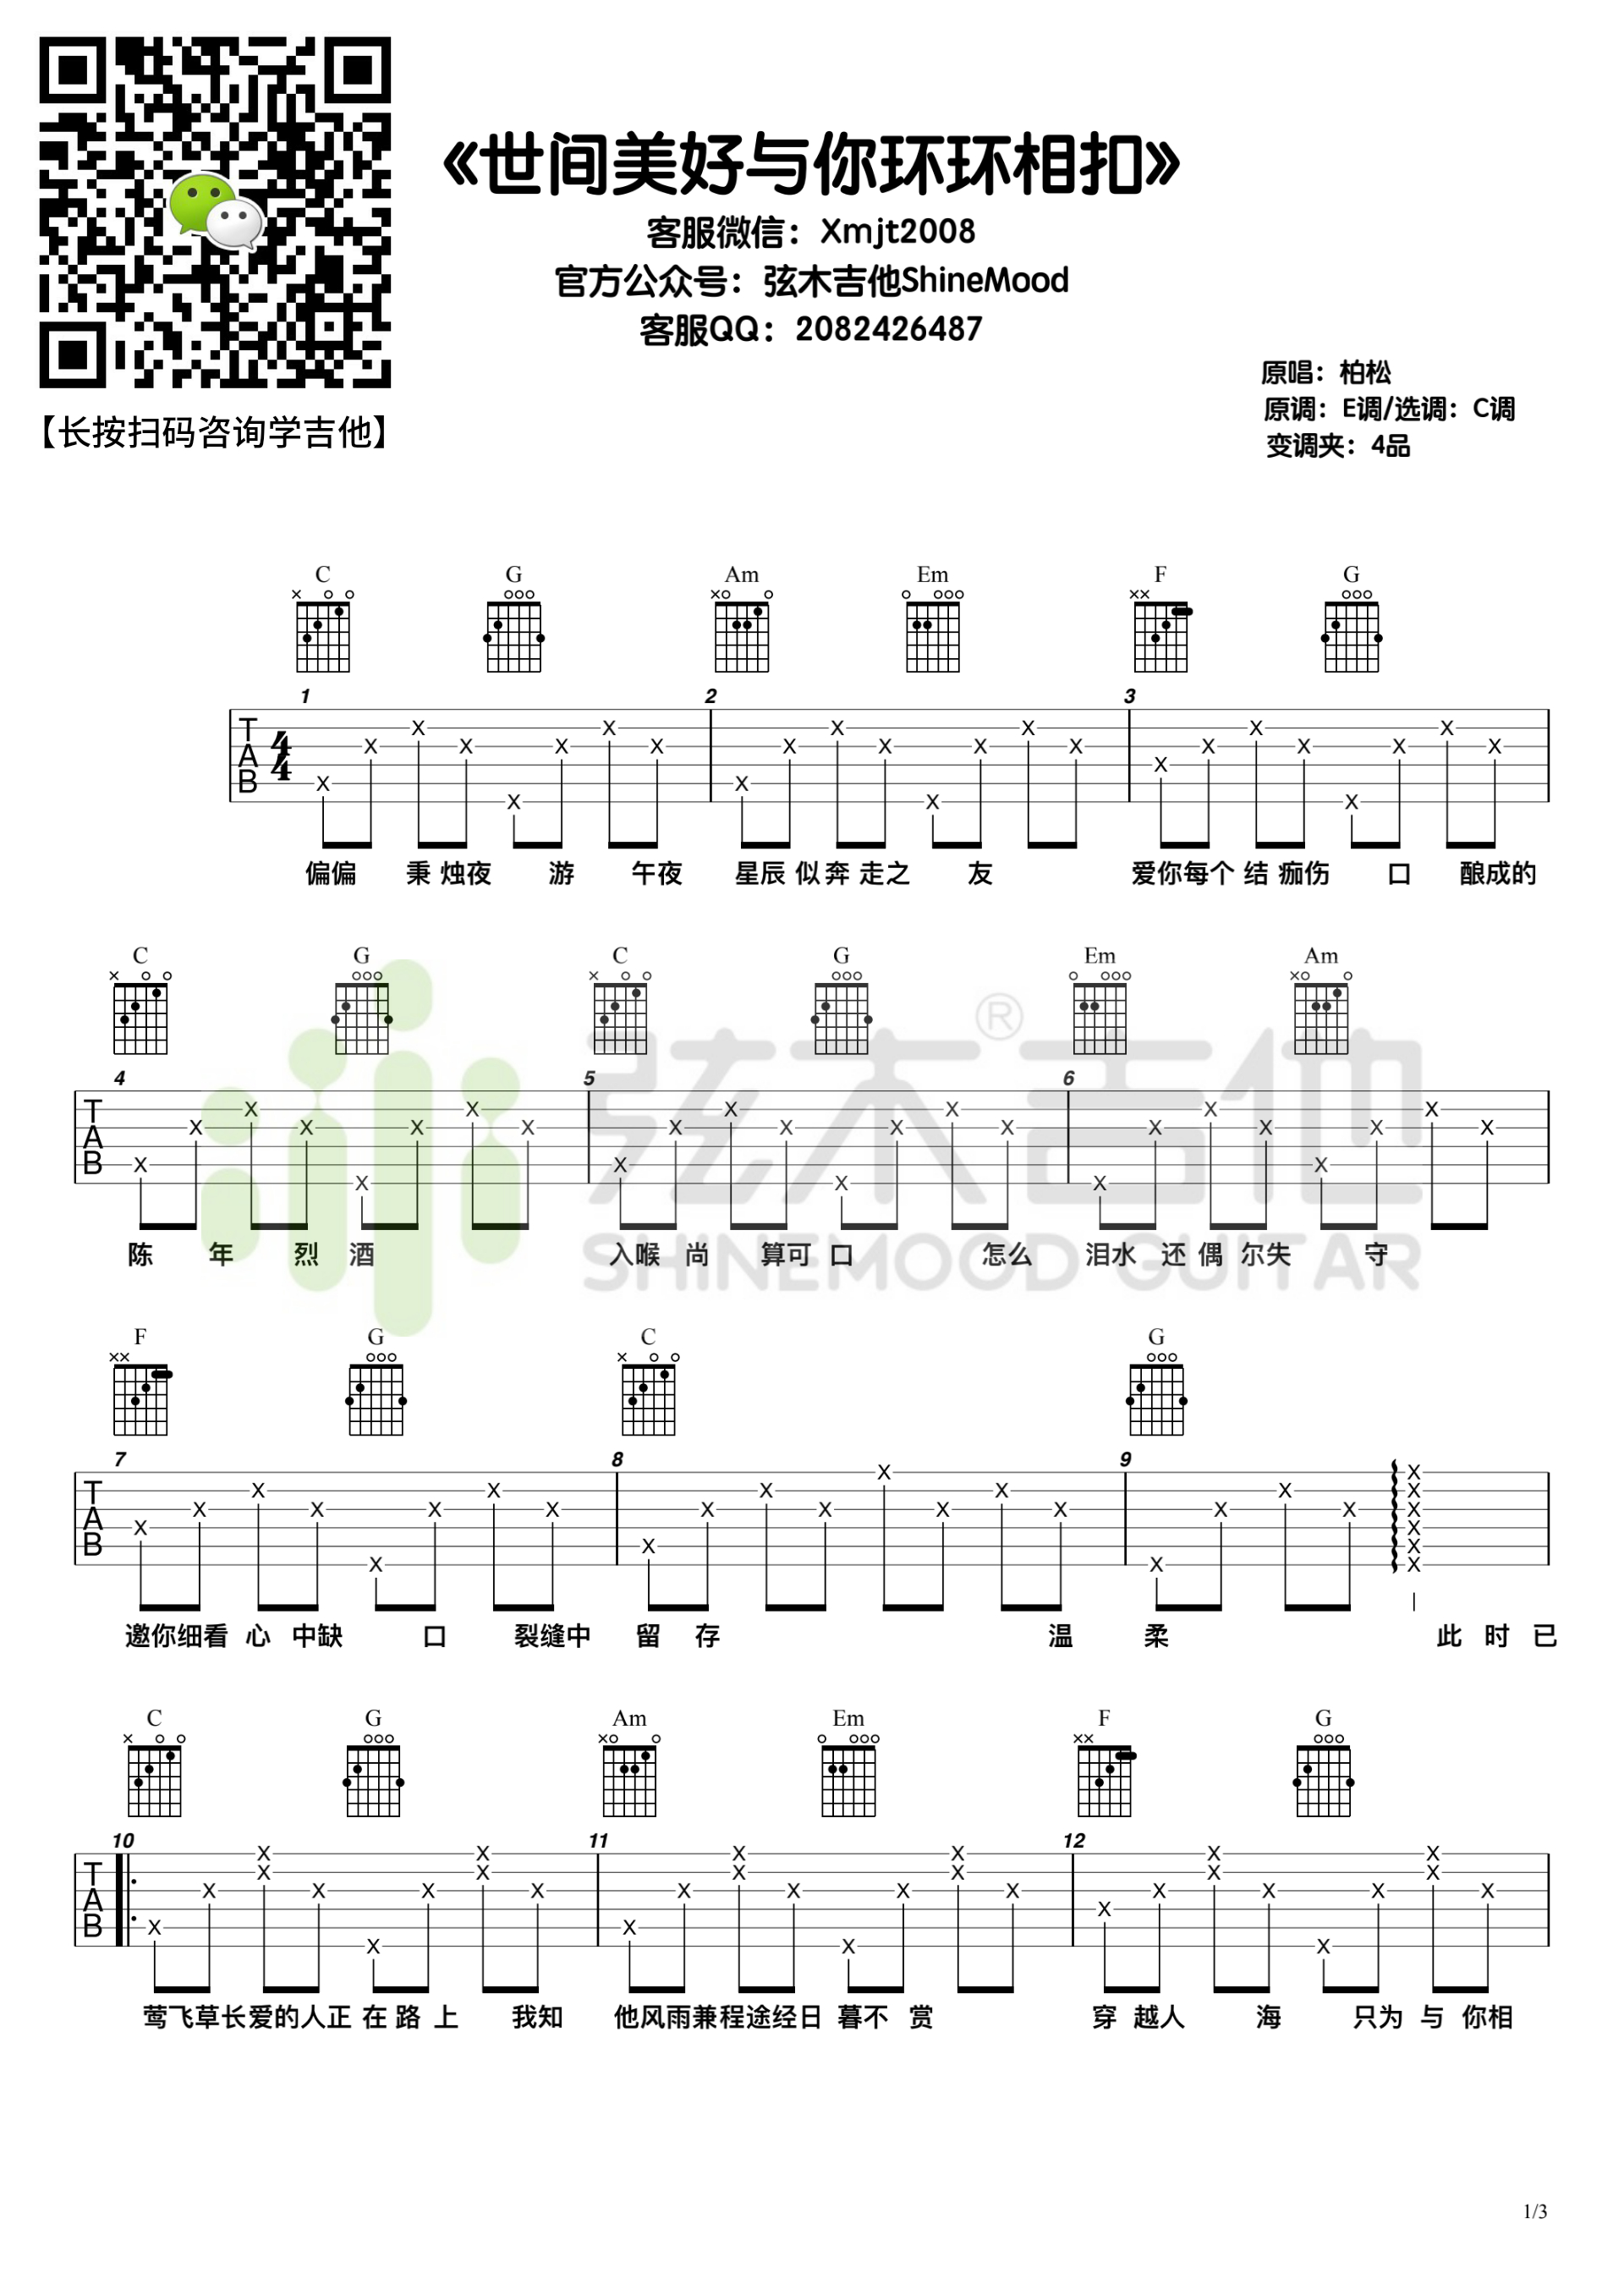 《世间美好与你环环相扣》
客服微信：Xmjt2008
官方公众号：弦木吉他ShineMood
客服QQ：2082426487
【长按扫码咨询学吉他】
原唱：柏松
原调：E调/选调：C调
变调夹：4品
C G Am Em F G
1 2 3
T
A
B
4
4
偏偏 秉 烛夜 游 午夜 星辰 似 奔 走之 友 爱你每个 结 痂伤 口 酿成的
C G C G Em Am
4 5 6
T
A
B
陈 年 烈 酒 入喉 尚 算可 口 怎么 泪水 还 偶 尔失 守
弦木吉他®
SHINEMOOD GUITAR
F G C G
7 8 9
T
A
B
邀你细看 心 中缺 口 裂缝中 留 存 温 柔 此 时 已
C G Am Em F G
10 11 12
T
A
B
莺飞草长爱的人正 在 路 上 我知 他风雨兼程途经日 暮不 赏 穿 越人 海 只为 与 你相
1/3